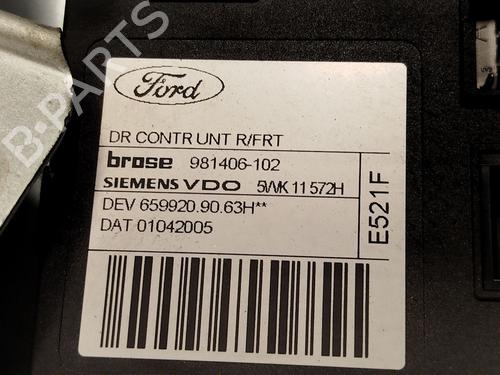 Ford
DR CONTR UNT R/FRT
brose 981406-102
SIEMENS VDO 5WK 11 572H
DEV 659920.90.63H**
DAT 01042005
E521F
B-PARTS